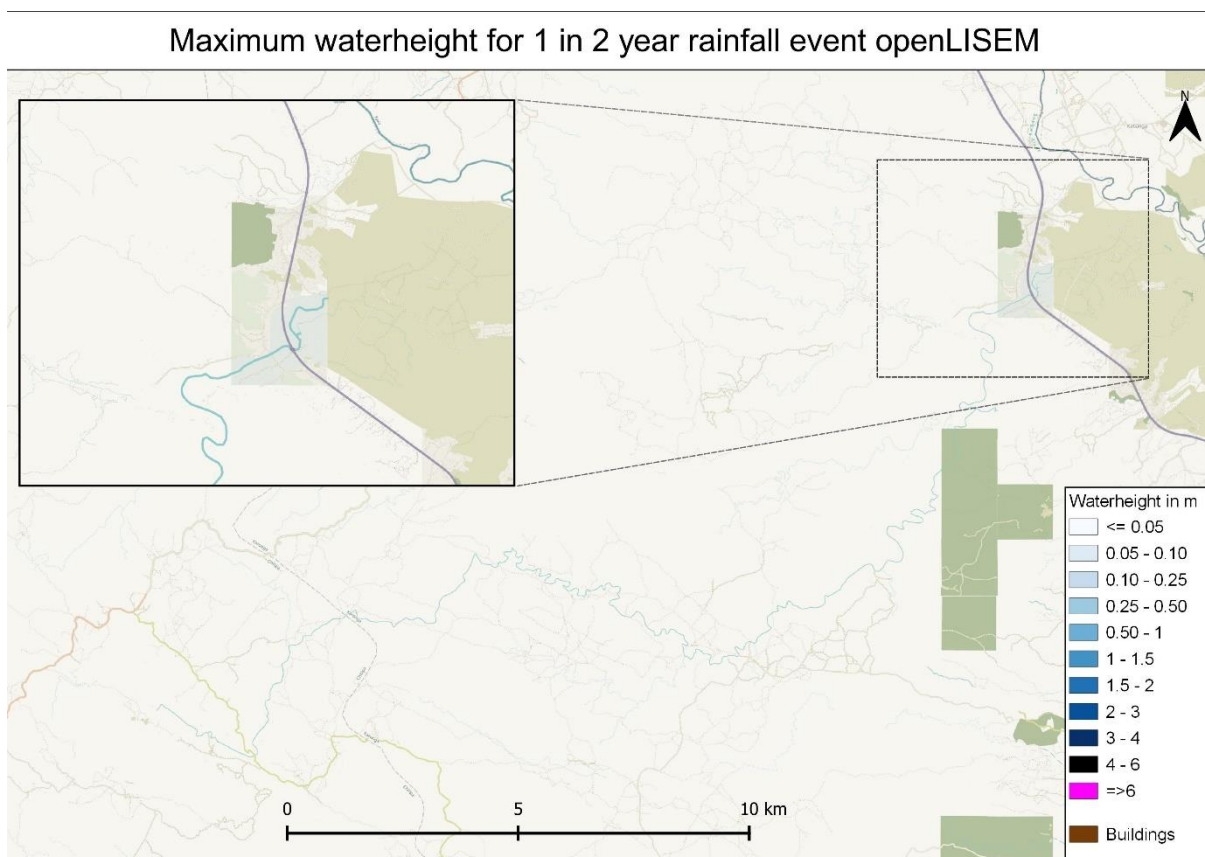 Maximum waterheight for 1 in 2 year rainfall event openLISEM
N
Katonga
Waterheight in m
<= 0.05
0.05 - 0.10
0.10 - 0.25
0.25 - 0.50
0.50 - 1
1 - 1.5
1.5 - 2
2 - 3
3 - 4
4 - 6
=>6
Buildings
0
5
10 km